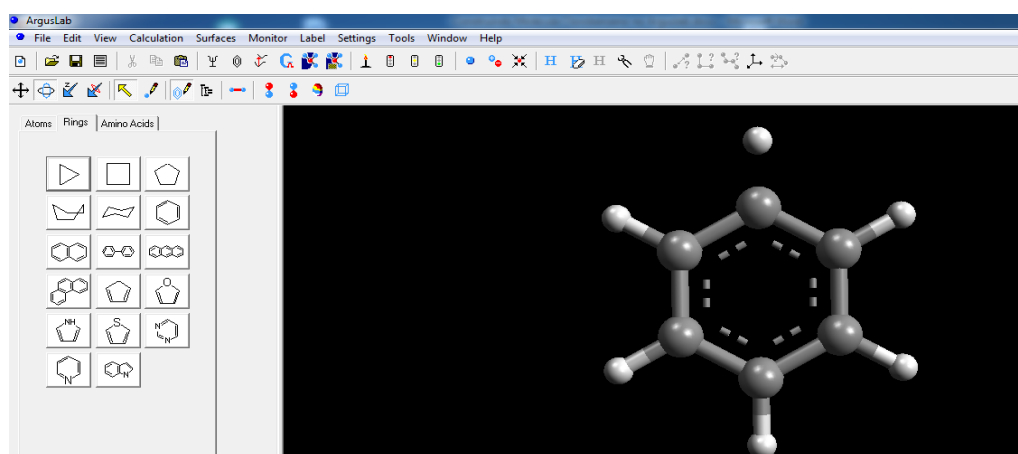 ArgusLab
File Edit View Calculation Surfaces Monitor Label Settings Tools Window Help
H H
Atoms Rings Amino Acids
O
NH S N N
N N